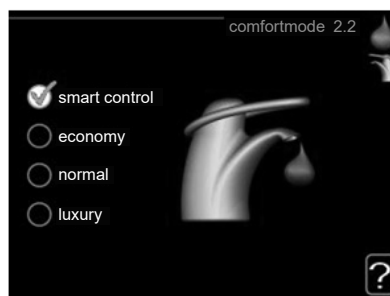 comfortmode 2.2
smart control
economy
normal
luxury
?